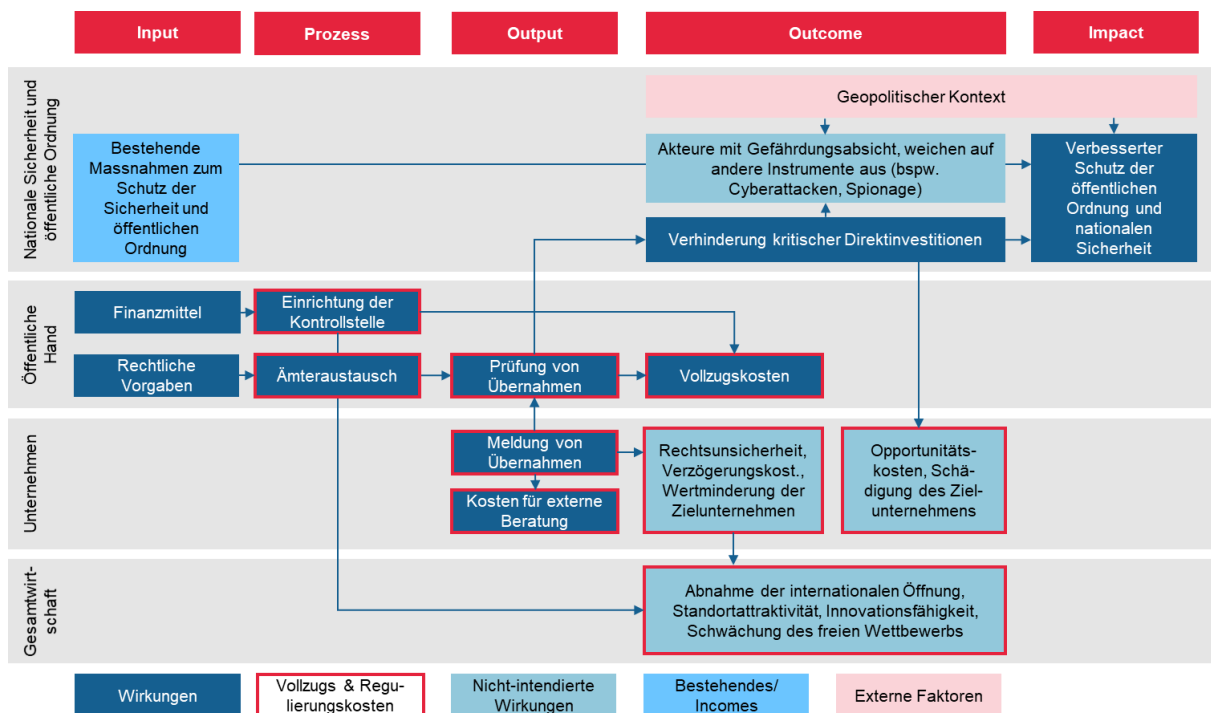 Input
Prozess
Output
Outcome
Impact
Nationale Sicherheit und
öffentliche Ordnung
Geopolitischer Kontext
Bestehende
Massnahmen zum
Schutz der
Sicherheit und
öffentlichen
Ordnung
Akteure mit Gefährdungsabsicht, weichen auf
andere Instrumente aus (bspw.
Cyberattacken, Spionage)
Verbesserter
Schutz der
öffentlichen
Ordnung und
nationalen
Sicherheit
Verhinderung kritischer Direktinvestitionen
Öffentliche
Hand
Finanzmittel
Einrichtung der
Kontrollstelle
Rechtliche
Vorgaben
Ämteraustausch
Prüfung von
Übernahmen
Vollzugskosten
Unternehmen
Meldung von
Übernahmen
Kosten für externe
Beratung
Rechtsunsicherheit,
Verzögerungskost.,
Wertminderung der
Zielunternehmen
Opportunitäts-
kosten, Schä-
digung des Ziel-
unternehmens
Gesamtwirt-
schaft
Abnahme der internationalen Öffnung,
Standortattraktivität, Innovationsfähigkeit,
Schwächung des freien Wettbewerbs
Wirkungen
Vollzugs & Regu-
lierungskosten
Nicht-intendierte
Wirkungen
Bestehendes/
Incomes
Externe Faktoren